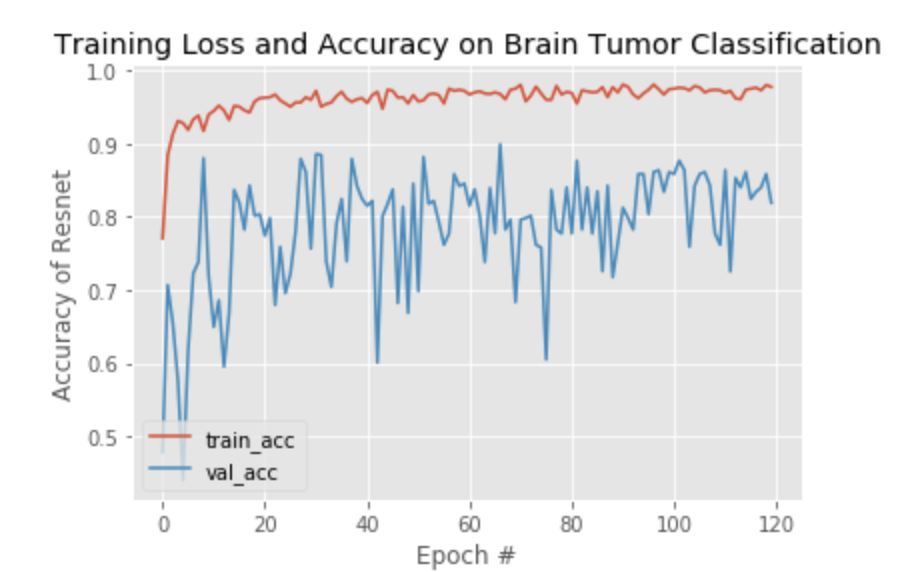 Training Loss and Accuracy on Brain Tumor Classification
1.0
0.9
0.8
0.7
0.6
0.5
Accuracy of Resnet
train_acc
val_acc
0 20 40 60 80 100 120
Epoch #